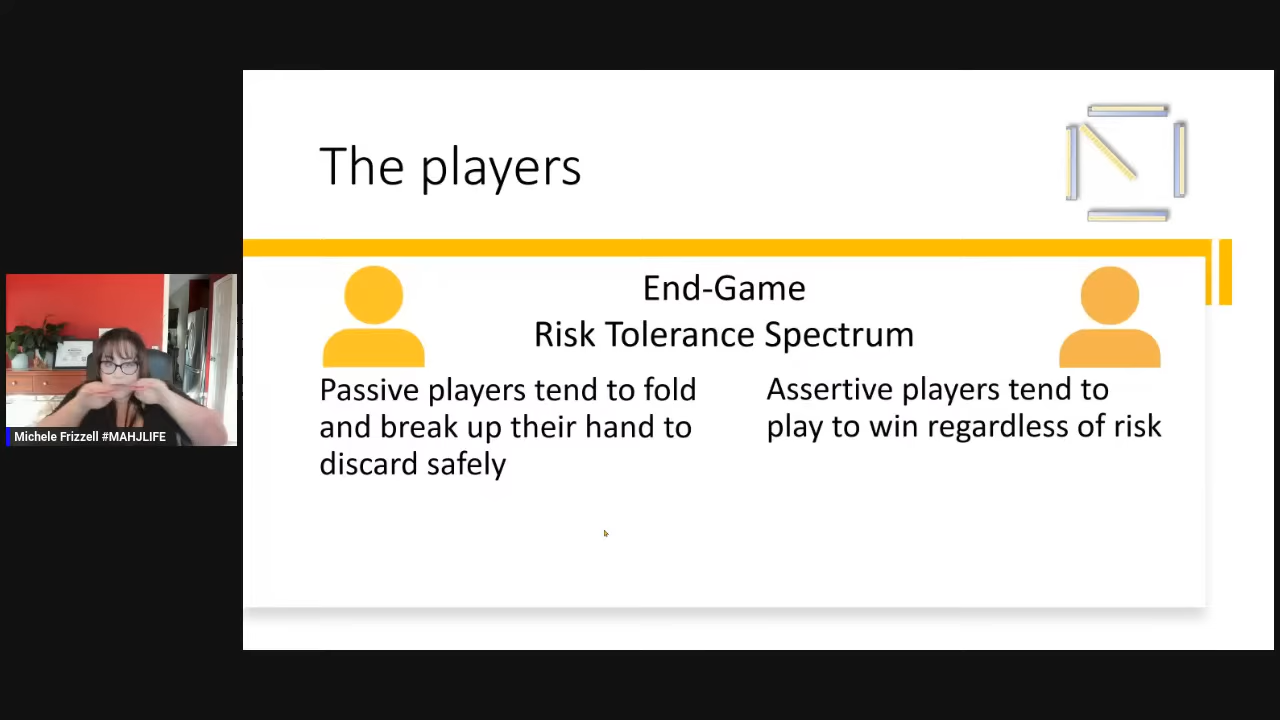 The players
End-Game
Risk Tolerance Spectrum
Passive players tend to fold
and break up their hand to
discard safely
Assertive players tend to
play to win regardless of risk
Michele Frizzell #MAHJLIFE